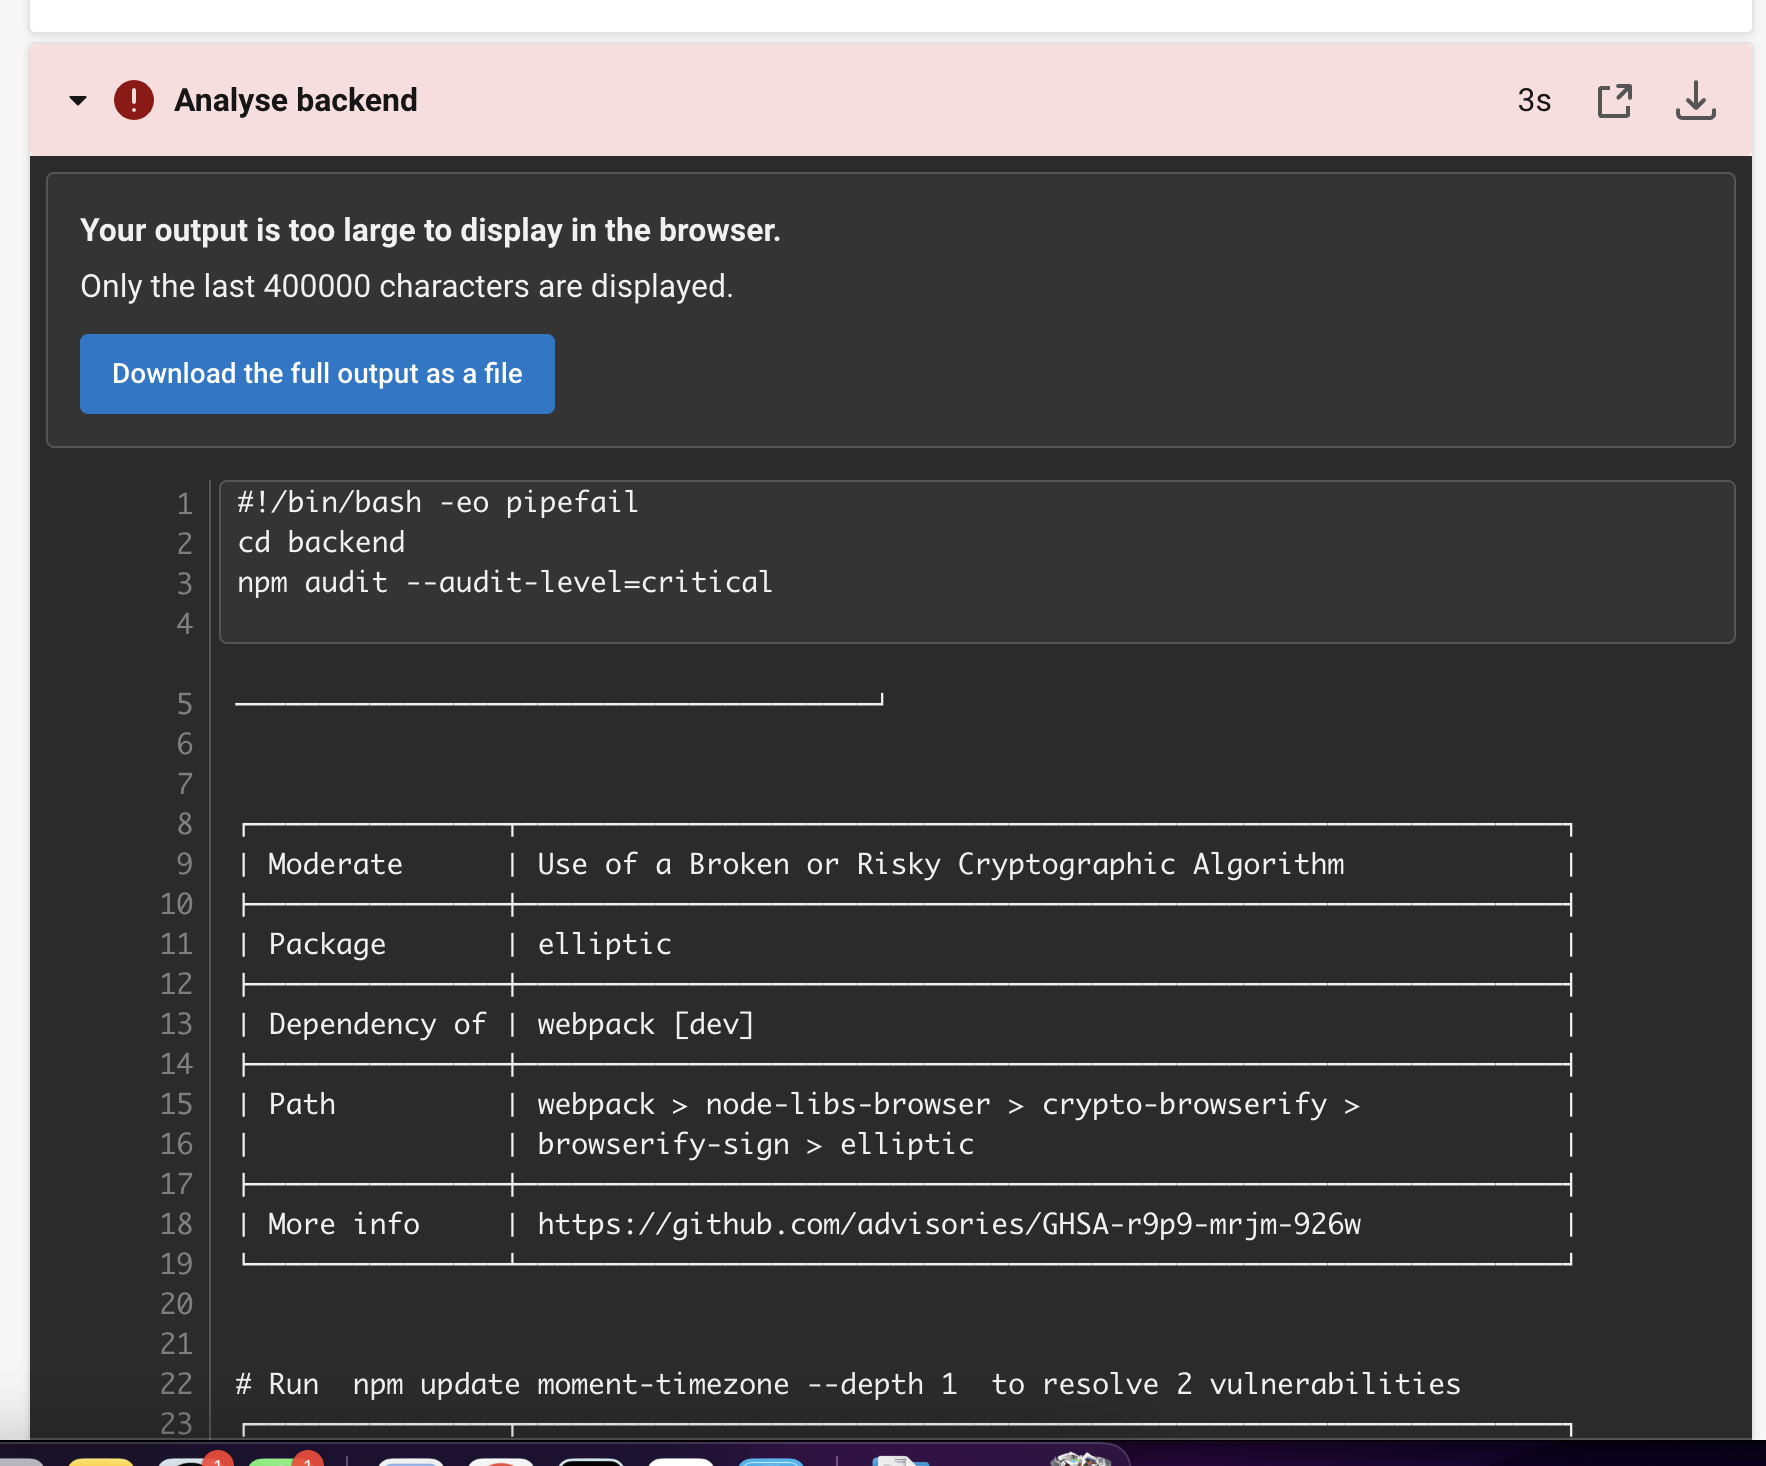 Analyse backend
3s
Your output is too large to display in the browser.
Only the last 400000 characters are displayed.
Download the full output as a file
1 #!/bin/bash -eo pipefail
2 cd backend
3 npm audit --audit-level=critical
4
5
6
7
8
9 | Moderate | Use of a Broken or Risky Cryptographic Algorithm |
10
11 | Package | elliptic |
12
13 | Dependency of | webpack [dev] |
14
15 | Path | webpack > node-libs-browser > crypto-browserify > |
16 | | browserify-sign > elliptic |
17
18 | More info | https://github.com/advisories/GHSA-r9p9-mrjm-926w |
19
20
21
22 # Run  npm update moment-timezone --depth 1  to resolve 2 vulnerabilities
23
1
1